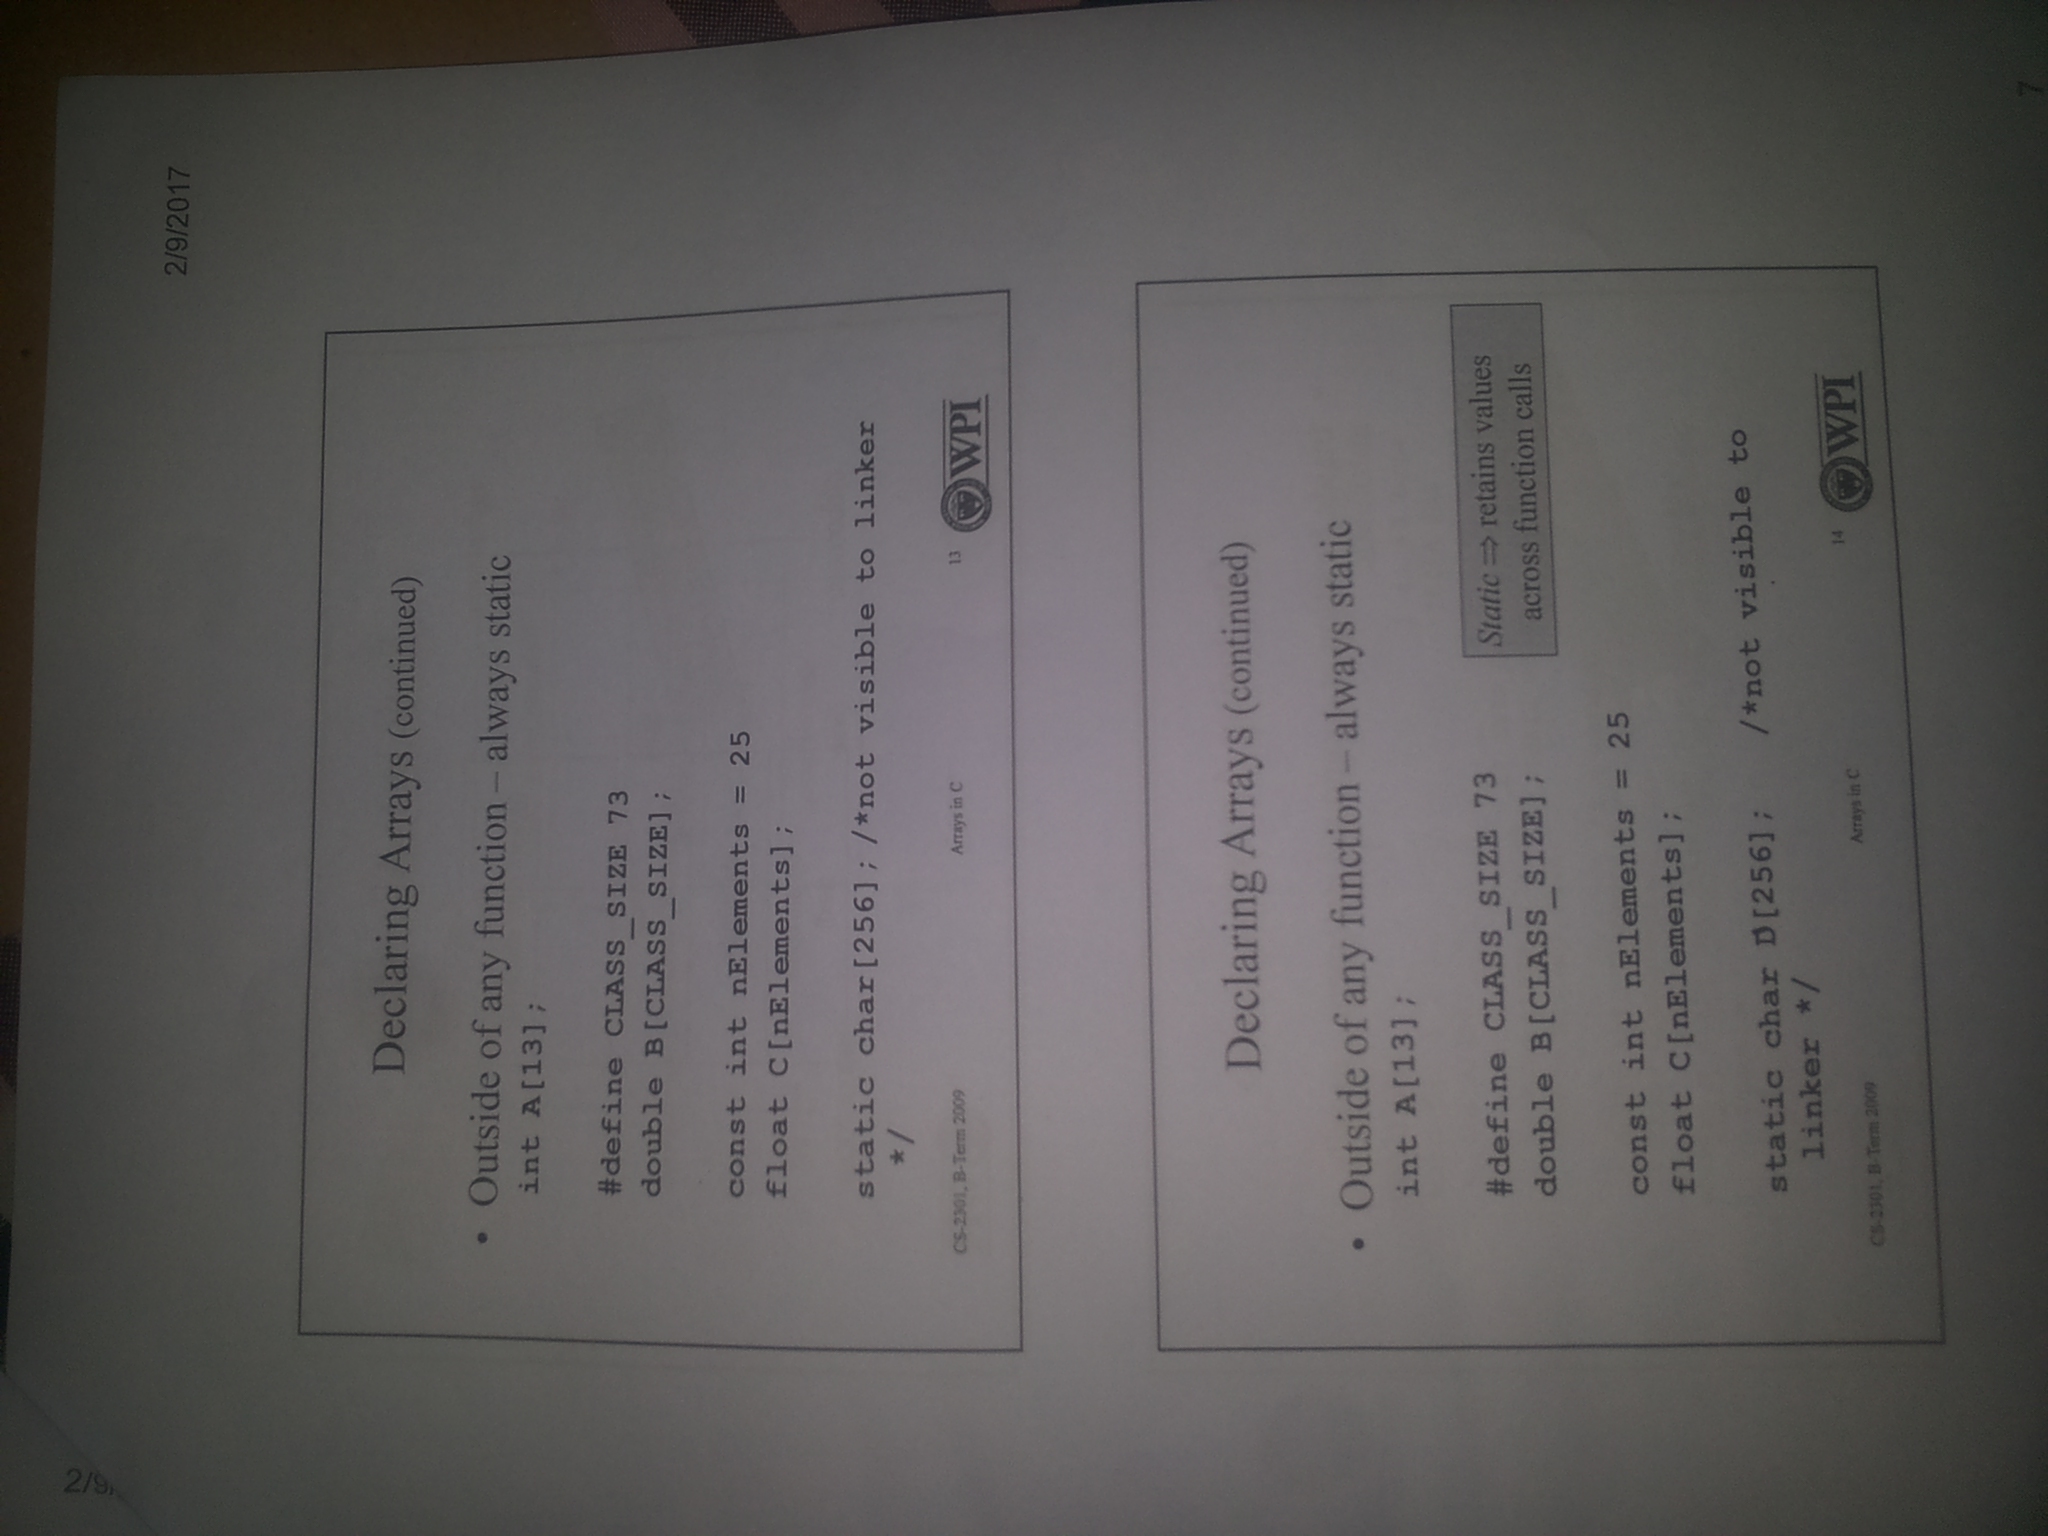 2/9/
2/9/2017
Declaring Arrays (continued)
• Outside of any function – always static
int A[13];
#define CLASS_SIZE 73
double B[CLASS_SIZE];
const int nElements = 25
float C[nElements];
static char[256]; /*not visible to linker
*/
CS-2301, B-Term 2009
Arrays in C
13
WPI
Declaring Arrays (continued)
• Outside of any function – always static
int A[13];
#define CLASS_SIZE 73
double B[CLASS_SIZE];
Static ⇒ retains values
across function calls
const int nElements = 25
float C[nElements];
static char D[256]; /*not visible to
linker */
CS-2301, B-Term 2009
Arrays in C
14
WPI
7